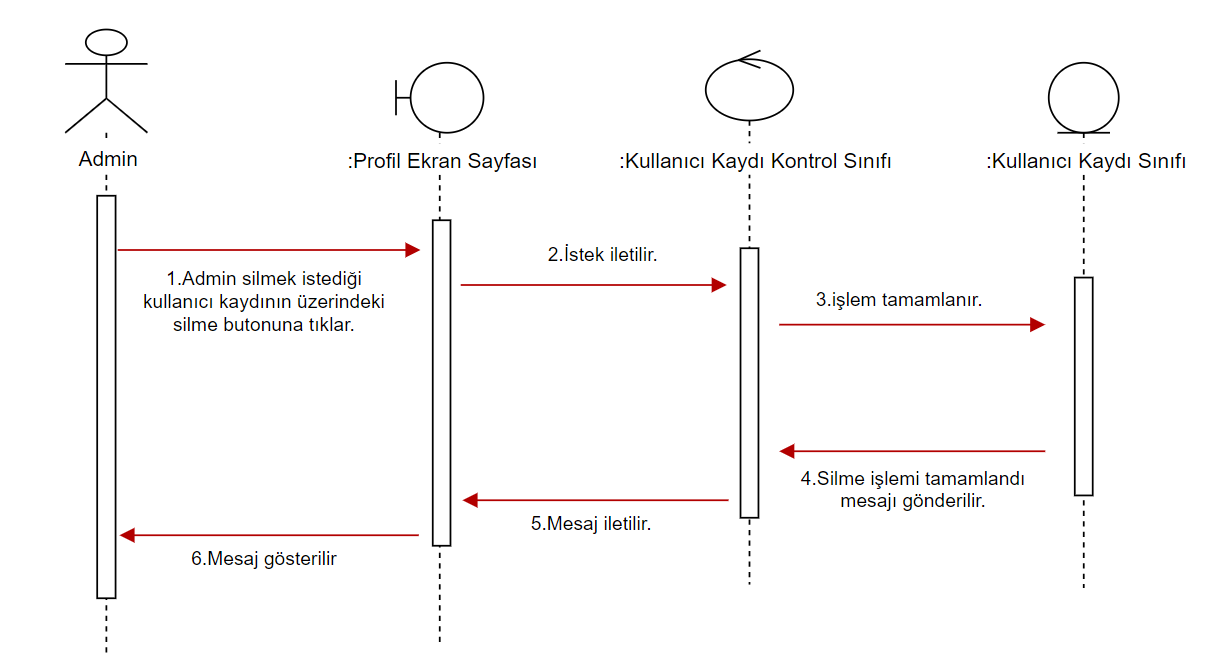 Admin
:Profil Ekran Sayfası
:Kullanıcı Kaydı Kontrol Sınıfı
:Kullanıcı Kaydı Sınıfı
1.Admin silmek istediği
kullanıcı kaydının üzerindeki
silme butonuna tıklar.
2.İstek iletilir.
3.işlem tamamlanır.
4.Silme işlemi tamamlandı
mesajı gönderilir.
5.Mesaj iletilir.
6.Mesaj gösterilir